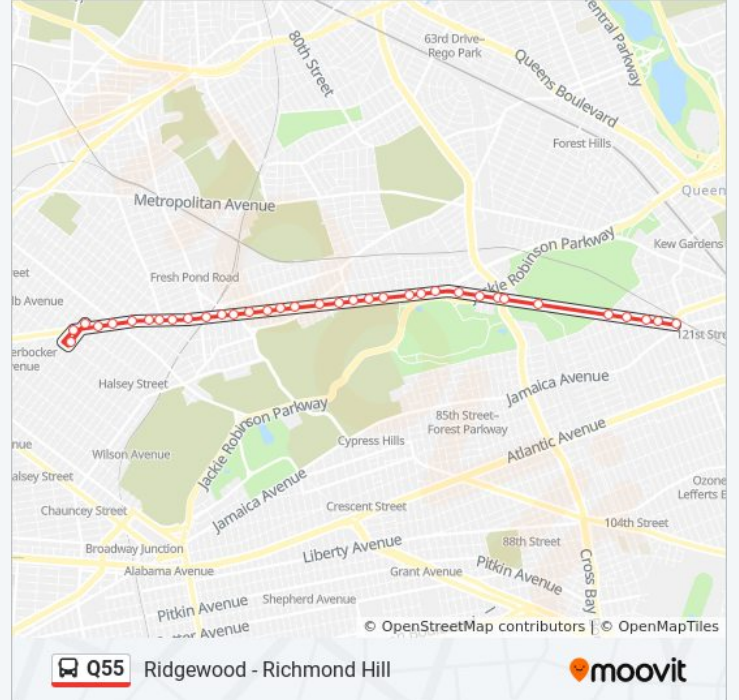 Central Parkway
63rd Drive–
Rego Park
80th Street
Queens Boulevard
Forest Hills
Queen
Metropolitan Avenue
Jackie Robinson Parkway
Kew Gardens
Fresh Pond Road
reet
lb Avenue
erbocker
enue
121st Stre
Halsey Street
Jamaica Avenue
Jackie Robinson Parkway
85th Street–
Forest Parkway
Cypress Hills
Atlantic Avenue
nue
Wilson Avenue
alsey Street
Jamaica Avenue
Ozone
Lefferts B
Chauncey Street
Crescent Street
104th Street
Broadway Junction
Liberty Avenue
88th Street
Alabama Avenue
Grant Avenue
Pitkin Avenue
Cross Bay B
Pitkin Avenue
Shepherd Avenue
© OpenStreetMap contributors | © OpenMapTiles
Q55 Ridgewood - Richmond Hill
moovit